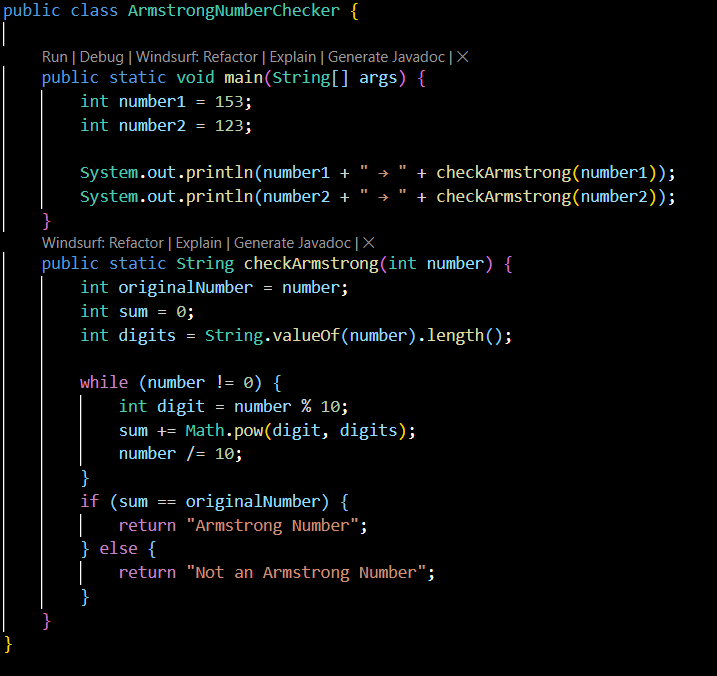 public class ArmstrongNumberChecker {
Run | Debug | Windsurf: Refactor | Explain | Generate Javadoc | ×
public static void main(String[] args) {
int number1 = 153;
int number2 = 123;
System.out.println(number1 + " → " + checkArmstrong(number1));
System.out.println(number2 + " → " + checkArmstrong(number2));
}
Windsurf: Refactor | Explain | Generate Javadoc | ×
public static String checkArmstrong(int number) {
int originalNumber = number;
int sum = 0;
int digits = String.valueOf(number).length();
while (number != 0) {
int digit = number % 10;
sum += Math.pow(digit, digits);
number /= 10;
}
if (sum == originalNumber) {
return "Armstrong Number";
} else {
return "Not an Armstrong Number";
}
}
}